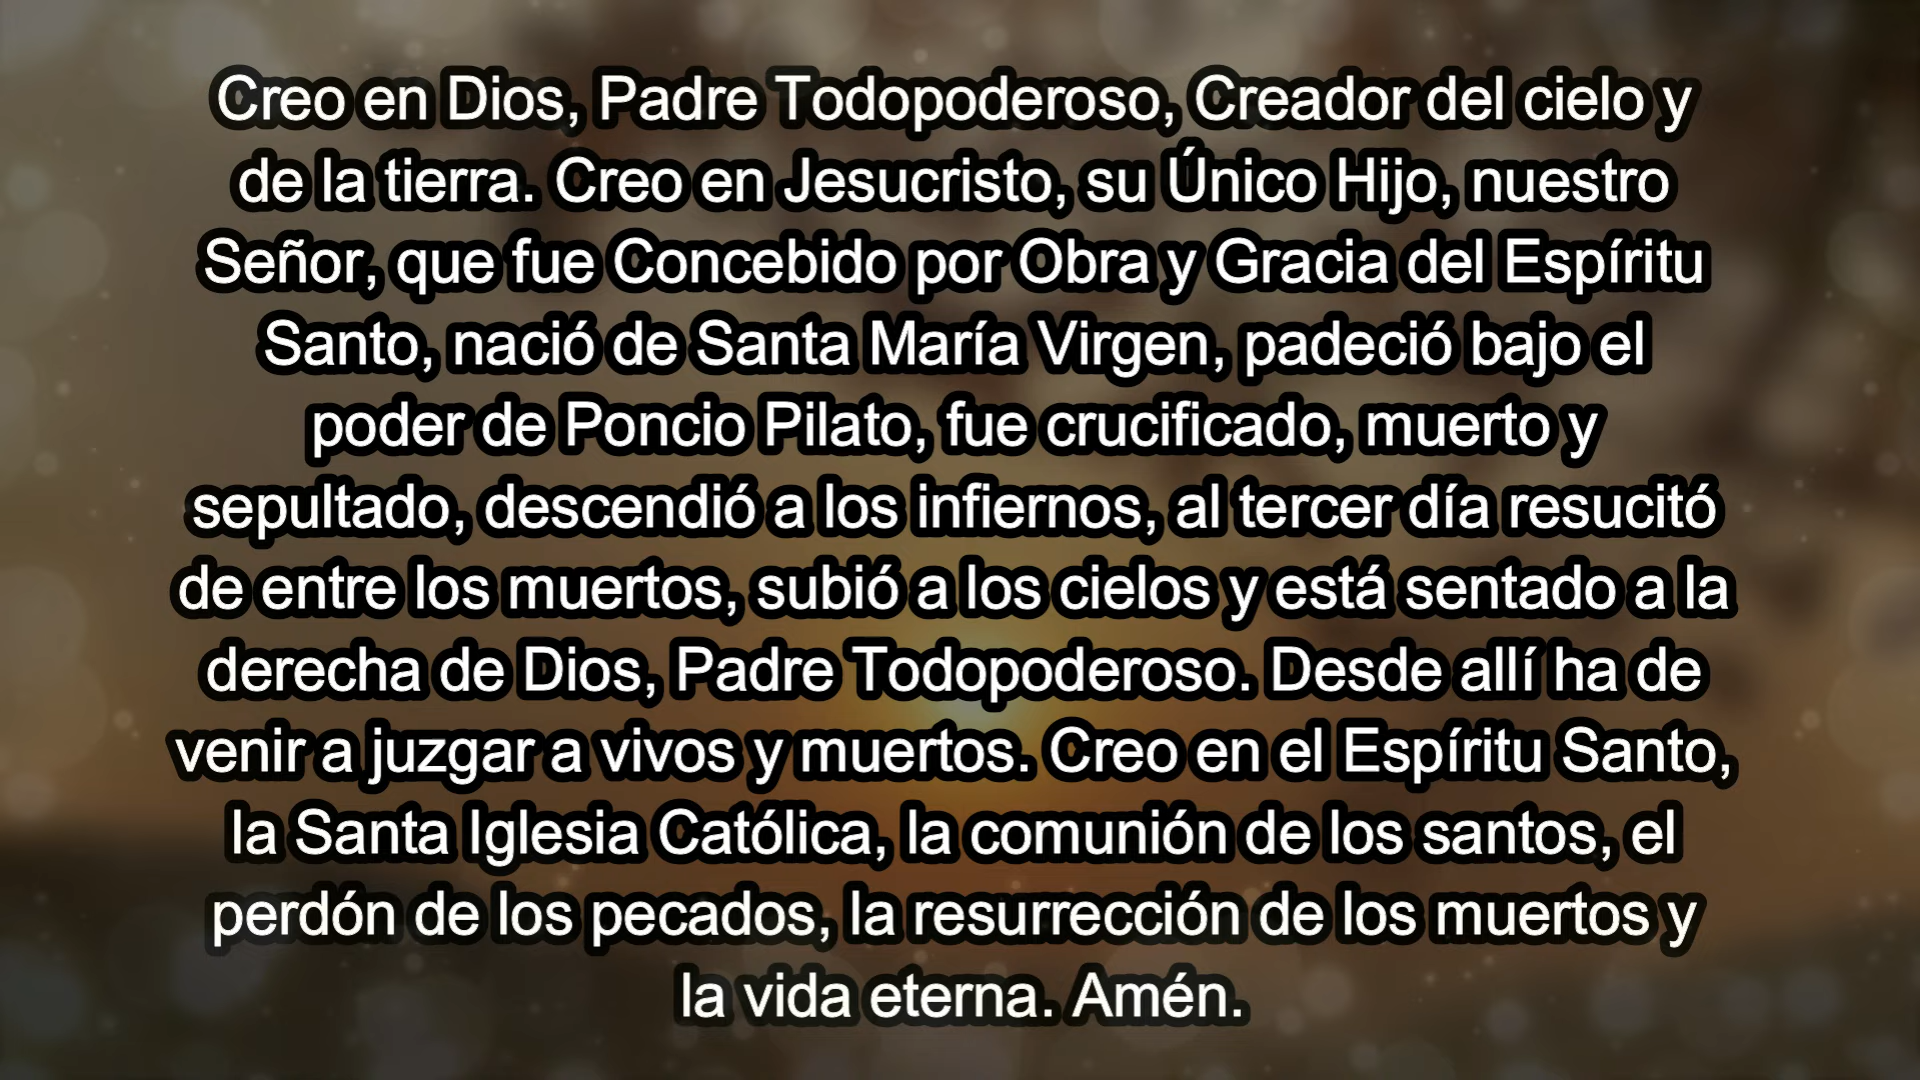 Creo en Dios, Padre Todopoderoso, Creador del cielo y
de la tierra. Creo en Jesucristo, su Único Hijo, nuestro
Señor, que fue Concebido por Obra y Gracia del Espíritu
Santo, nació de Santa María Virgen, padeció bajo el
poder de Poncio Pilato, fue crucificado, muerto y
sepultado, descendió a los infiernos, al tercer día resucitó
de entre los muertos, subió a los cielos y está sentado a la
derecha de Dios, Padre Todopoderoso. Desde allí ha de
venir a juzgar a vivos y muertos. Creo en el Espíritu Santo,
la Santa Iglesia Católica, la comunión de los santos, el
perdón de los pecados, la resurrección de los muertos y
la vida eterna. Amén.